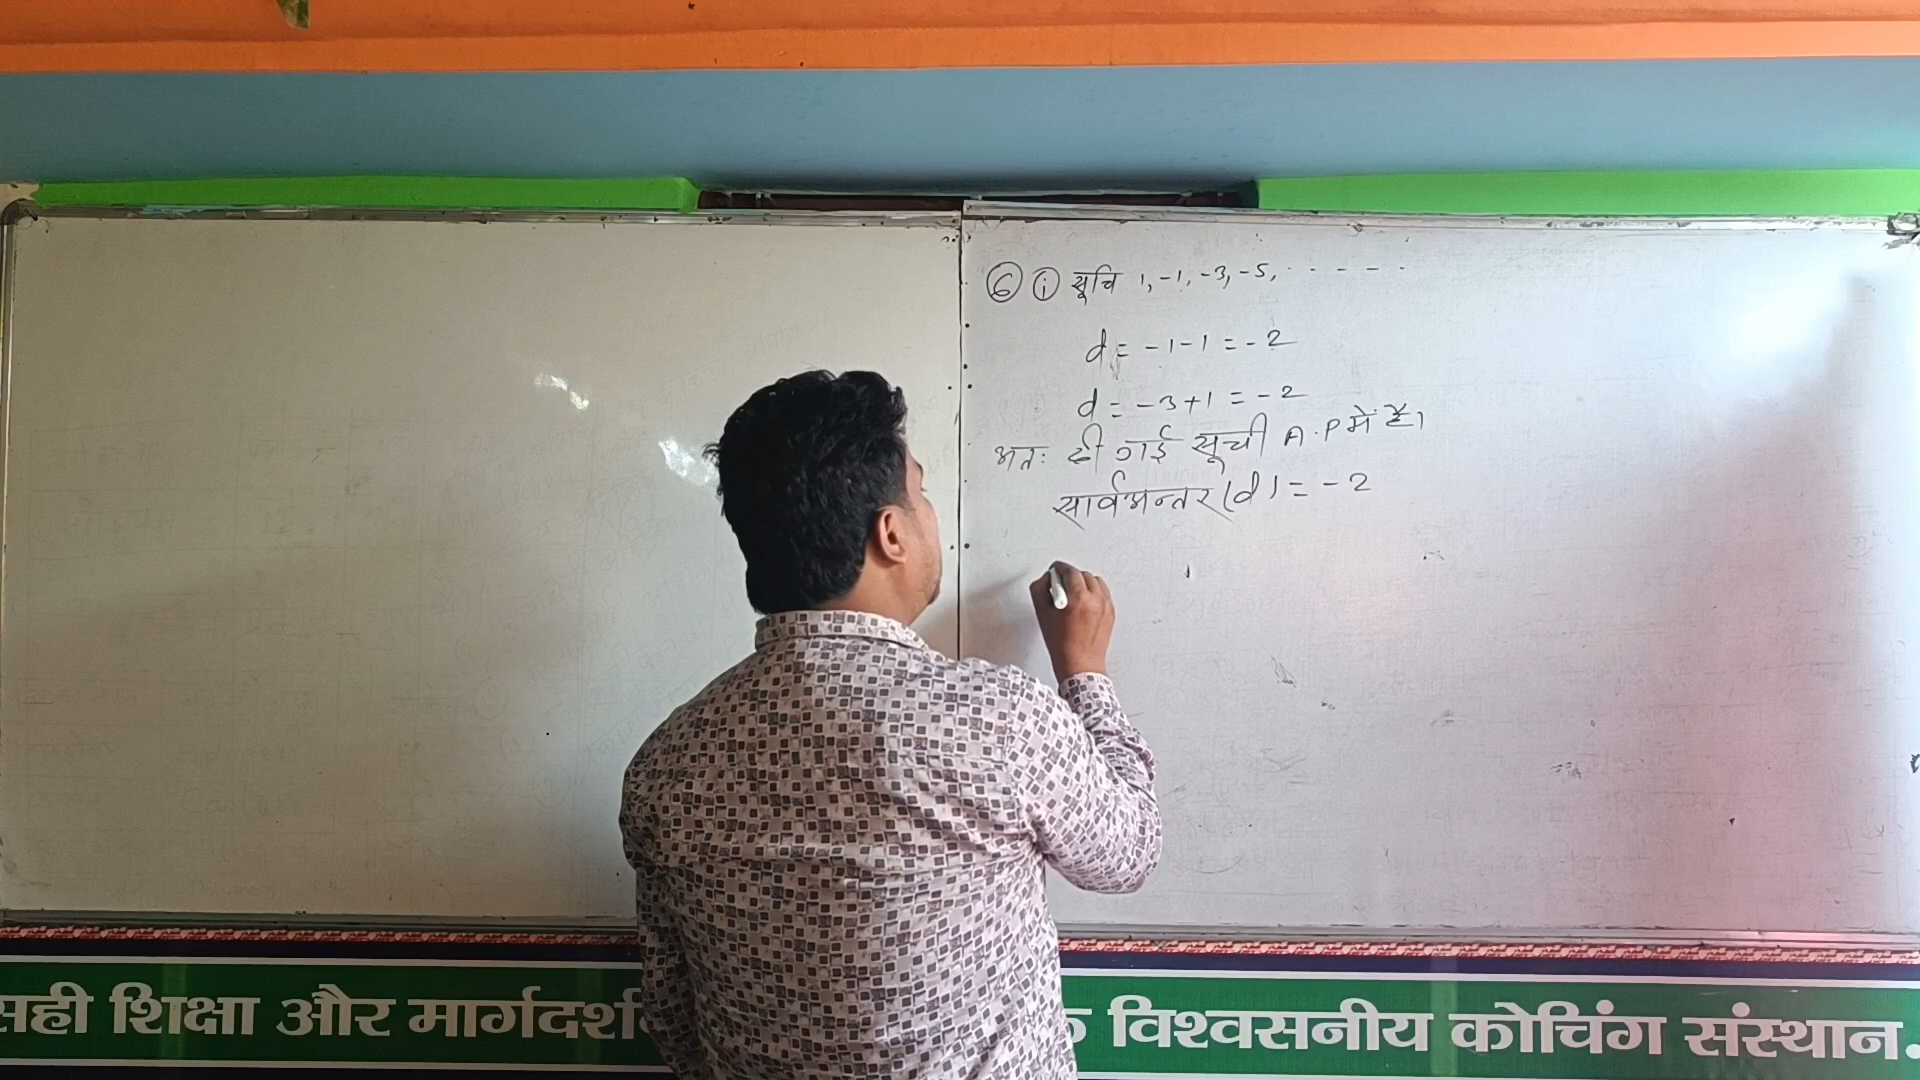 ⑥ ⓘ सूचि 1, -1, -3, -5, - - - - -
d = -1-1 = -2
d = -3+1 = -2
अतः दी गई सूची A.P में है।
सार्वअन्तर (d) = -2
सही शिक्षा और मार्गदर्श
विश्वसनीय कोचिंग संस्थान.